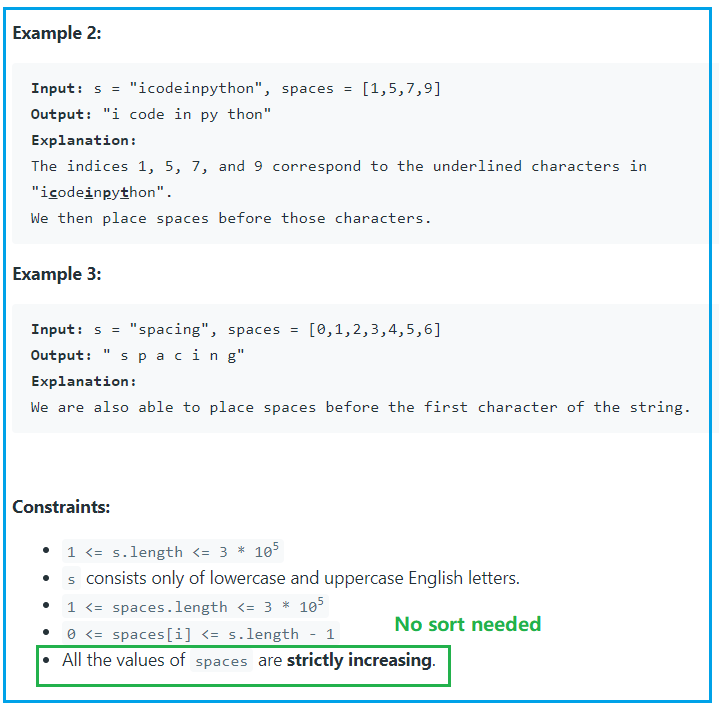 Example 2:
Input: s = "icodeinpython", spaces = [1,5,7,9]
Output: "i code in py thon"
Explanation:
The indices 1, 5, 7, and 9 correspond to the underlined characters in
"icodeinpython".
We then place spaces before those characters.
Example 3:
Input: s = "spacing", spaces = [0,1,2,3,4,5,6]
Output: " s p a c i n g"
Explanation:
We are also able to place spaces before the first character of the string.
Constraints:
• 1 <= s.length <= 3 * 10⁵
• s consists only of lowercase and uppercase English letters.
• 1 <= spaces.length <= 3 * 10⁵
• 0 <= spaces[i] <= s.length - 1
No sort needed
• All the values of spaces are strictly increasing.